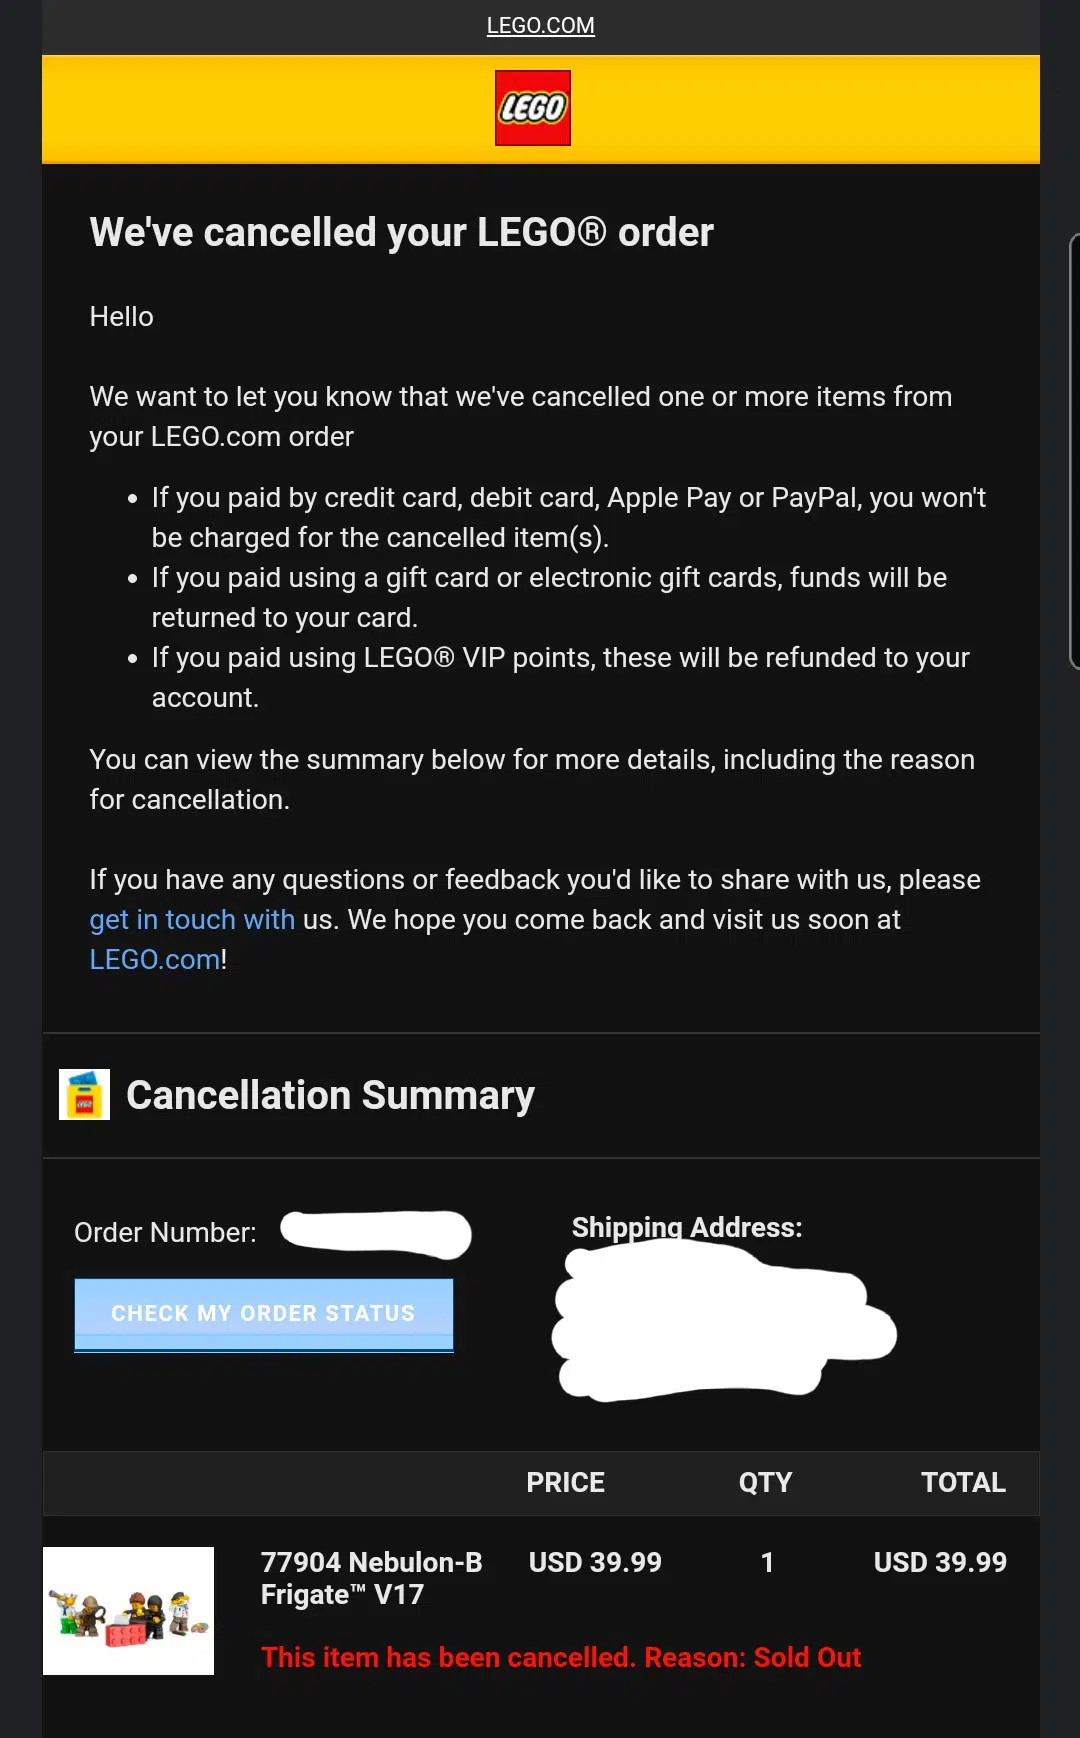 LEGO.COM
LEGO
We've cancelled your LEGO® order
Hello
We want to let you know that we've cancelled one or more items from
your LEGO.com order
• If you paid by credit card, debit card, Apple Pay or PayPal, you won't
be charged for the cancelled item(s).
• If you paid using a gift card or electronic gift cards, funds will be
returned to your card.
• If you paid using LEGO® VIP points, these will be refunded to your
account.
You can view the summary below for more details, including the reason
for cancellation.
If you have any questions or feedback you'd like to share with us, please
get in touch with us. We hope you come back and visit us soon at
LEGO.com!
LEGO
Cancellation Summary
Order Number:
Shipping Address:
CHECK MY ORDER STATUS
PRICE QTY TOTAL
77904 Nebulon-B USD 39.99 1 USD 39.99
Frigate™ V17
This item has been cancelled. Reason: Sold Out